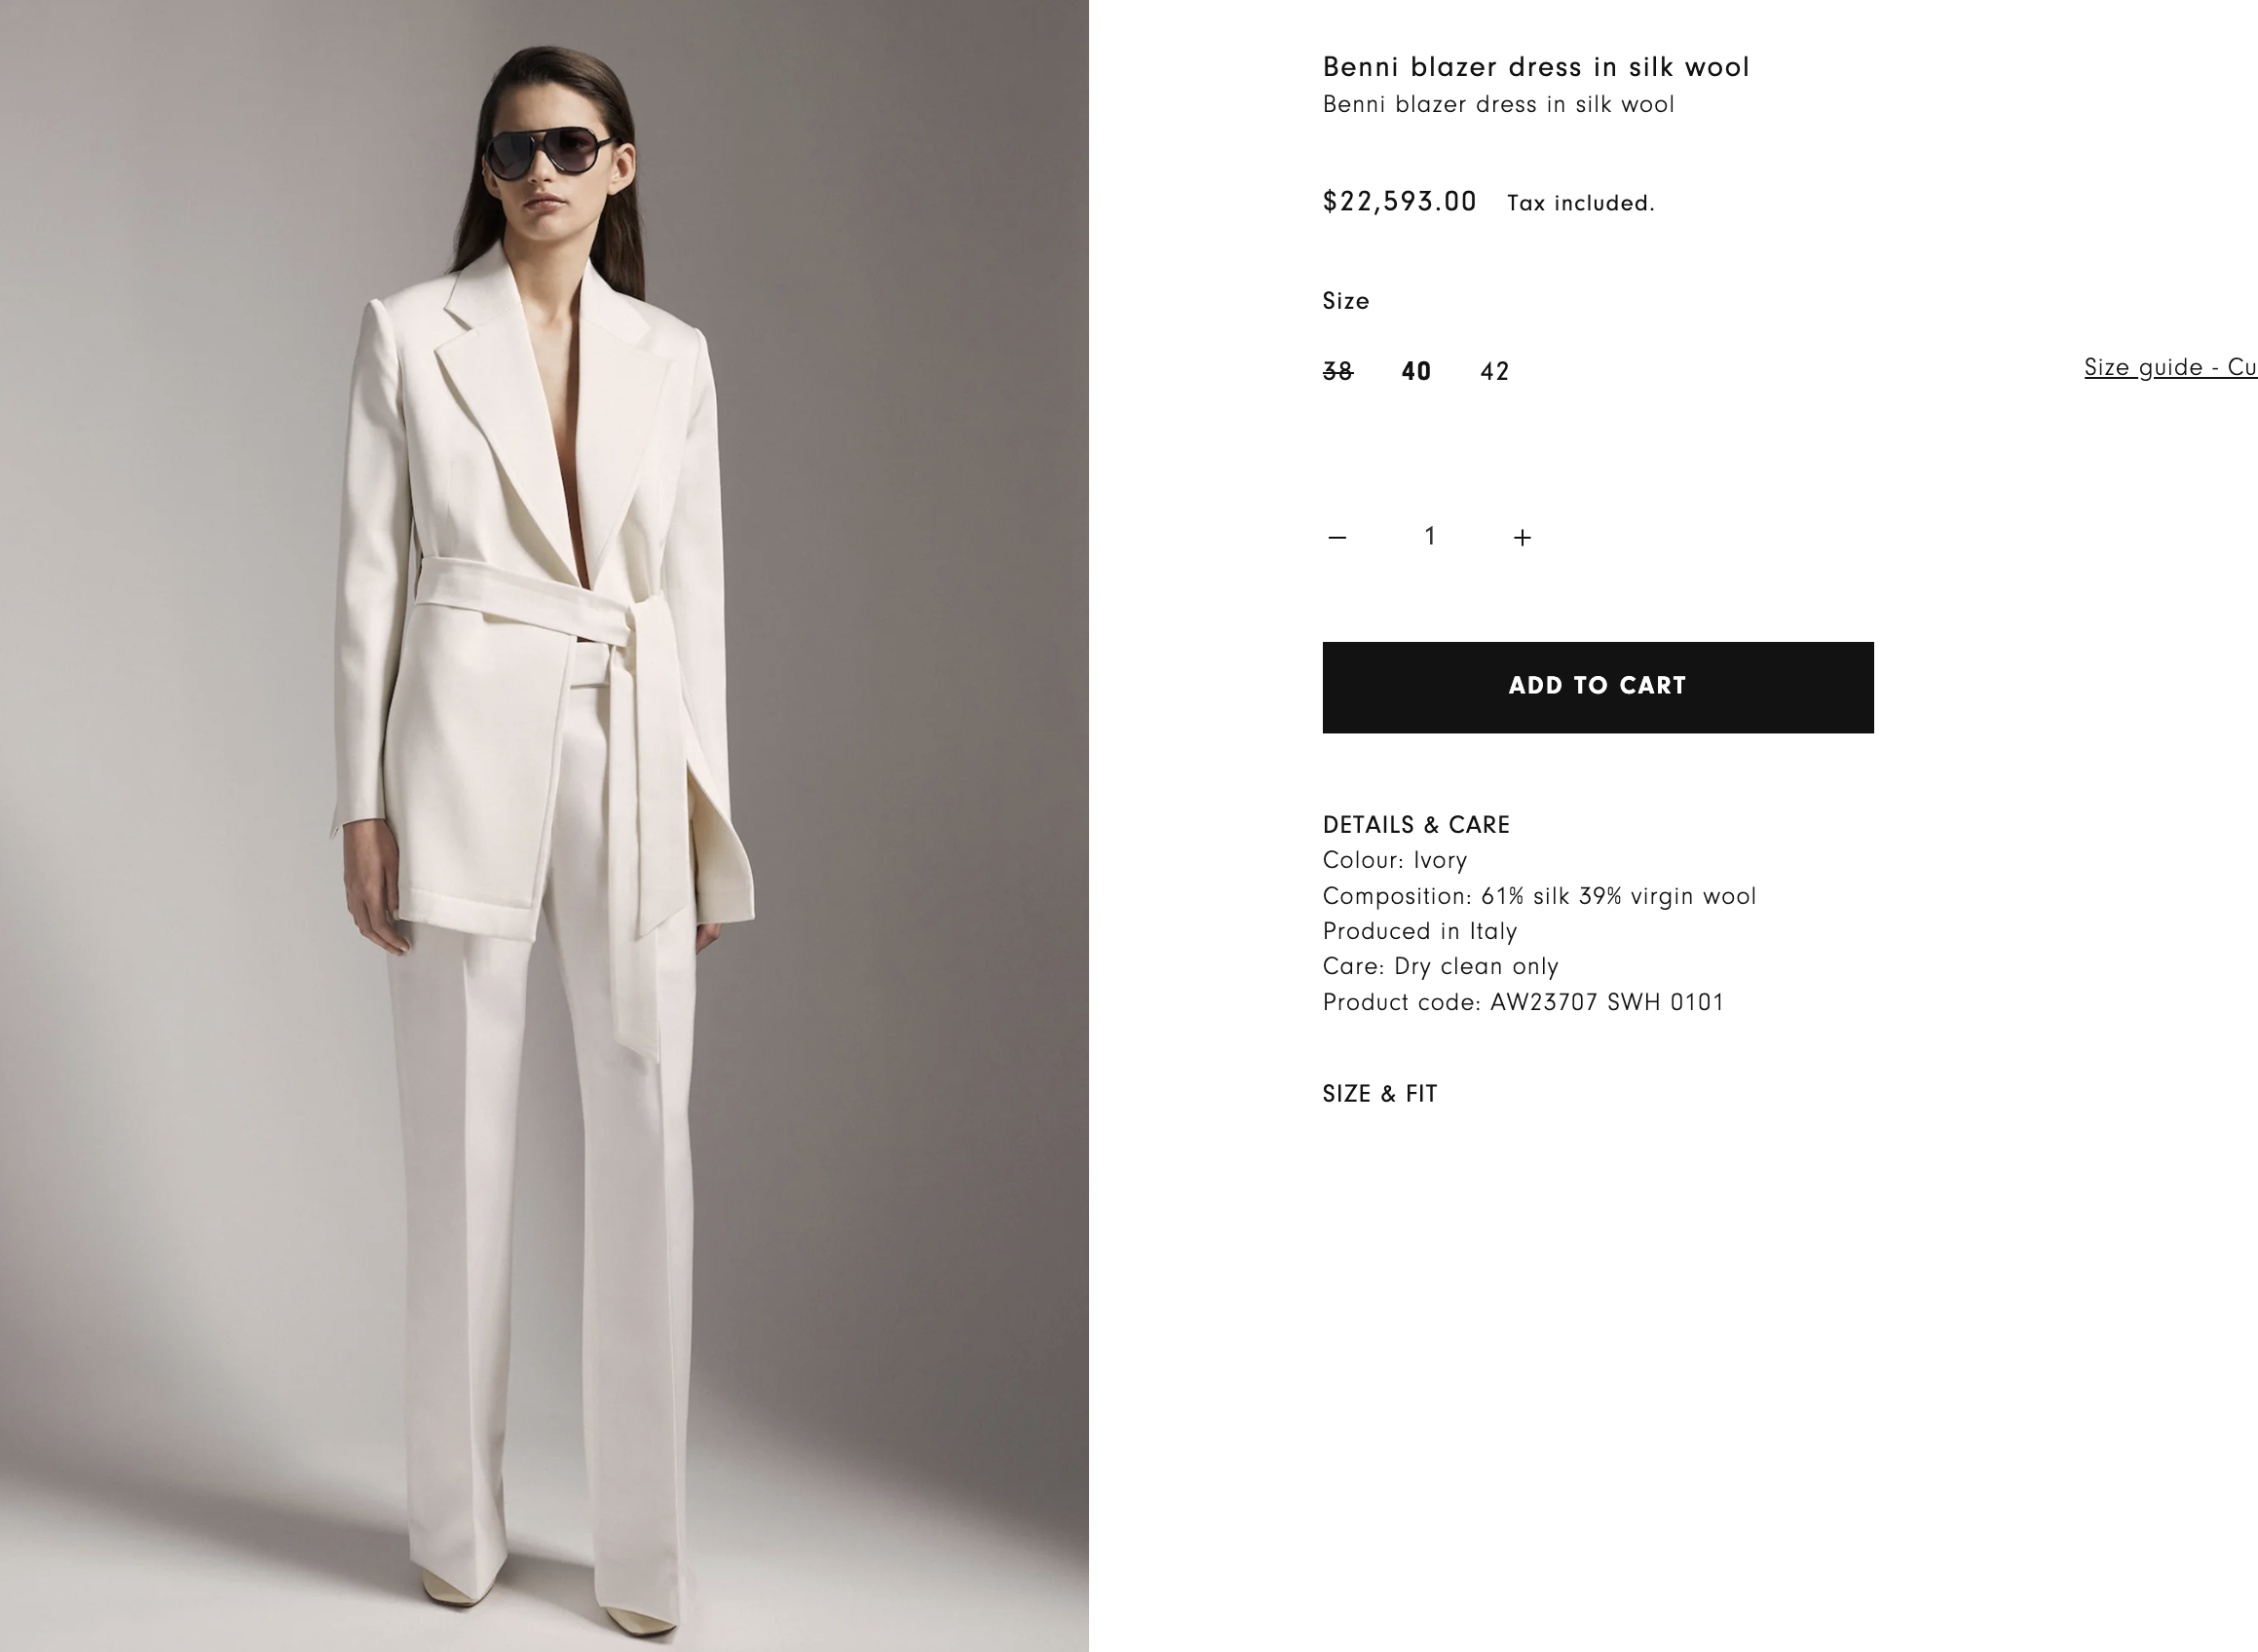 Benni blazer dress in silk wool
Benni blazer dress in silk wool
$22,593.00 Tax included.
Size
38 40 42
Size guide - Cu
− 1 +
ADD TO CART
DETAILS & CARE
Colour: Ivory
Composition: 61% silk 39% virgin wool
Produced in Italy
Care: Dry clean only
Product code: AW23707 SWH 0101
SIZE & FIT